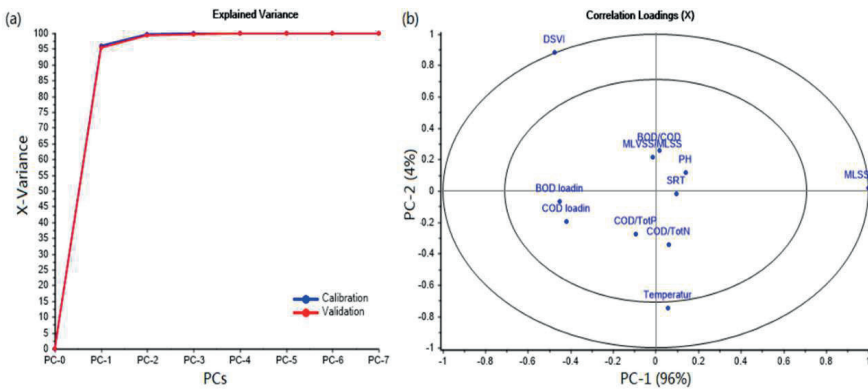 (a)
Explained Variance
X-Variance
100
95
90
85
80
75
70
65
60
55
50
45
40
35
30
25
20
15
10
5
0
Calibration
Validation
PC-0 PC-1 PC-2 PC-3 PC-4 PC-5 PC-6 PC-7
PCs
(b)
Correlation Loadings (X)
PC-2 (4%)
1
0.8
0.6
0.4
0.2
0
-0.2
-0.4
-0.6
-0.8
-1
DSVI
BOD/COD
MLVSS/MLSS
PH
MLSS
SRT
BOD loadin
COD loadin
COD/TotP
COD/TotN
Temperatur
-1 -0.8 -0.6 -0.4 -0.2 0 0.2 0.4 0.6 0.8 1
PC-1 (96%)